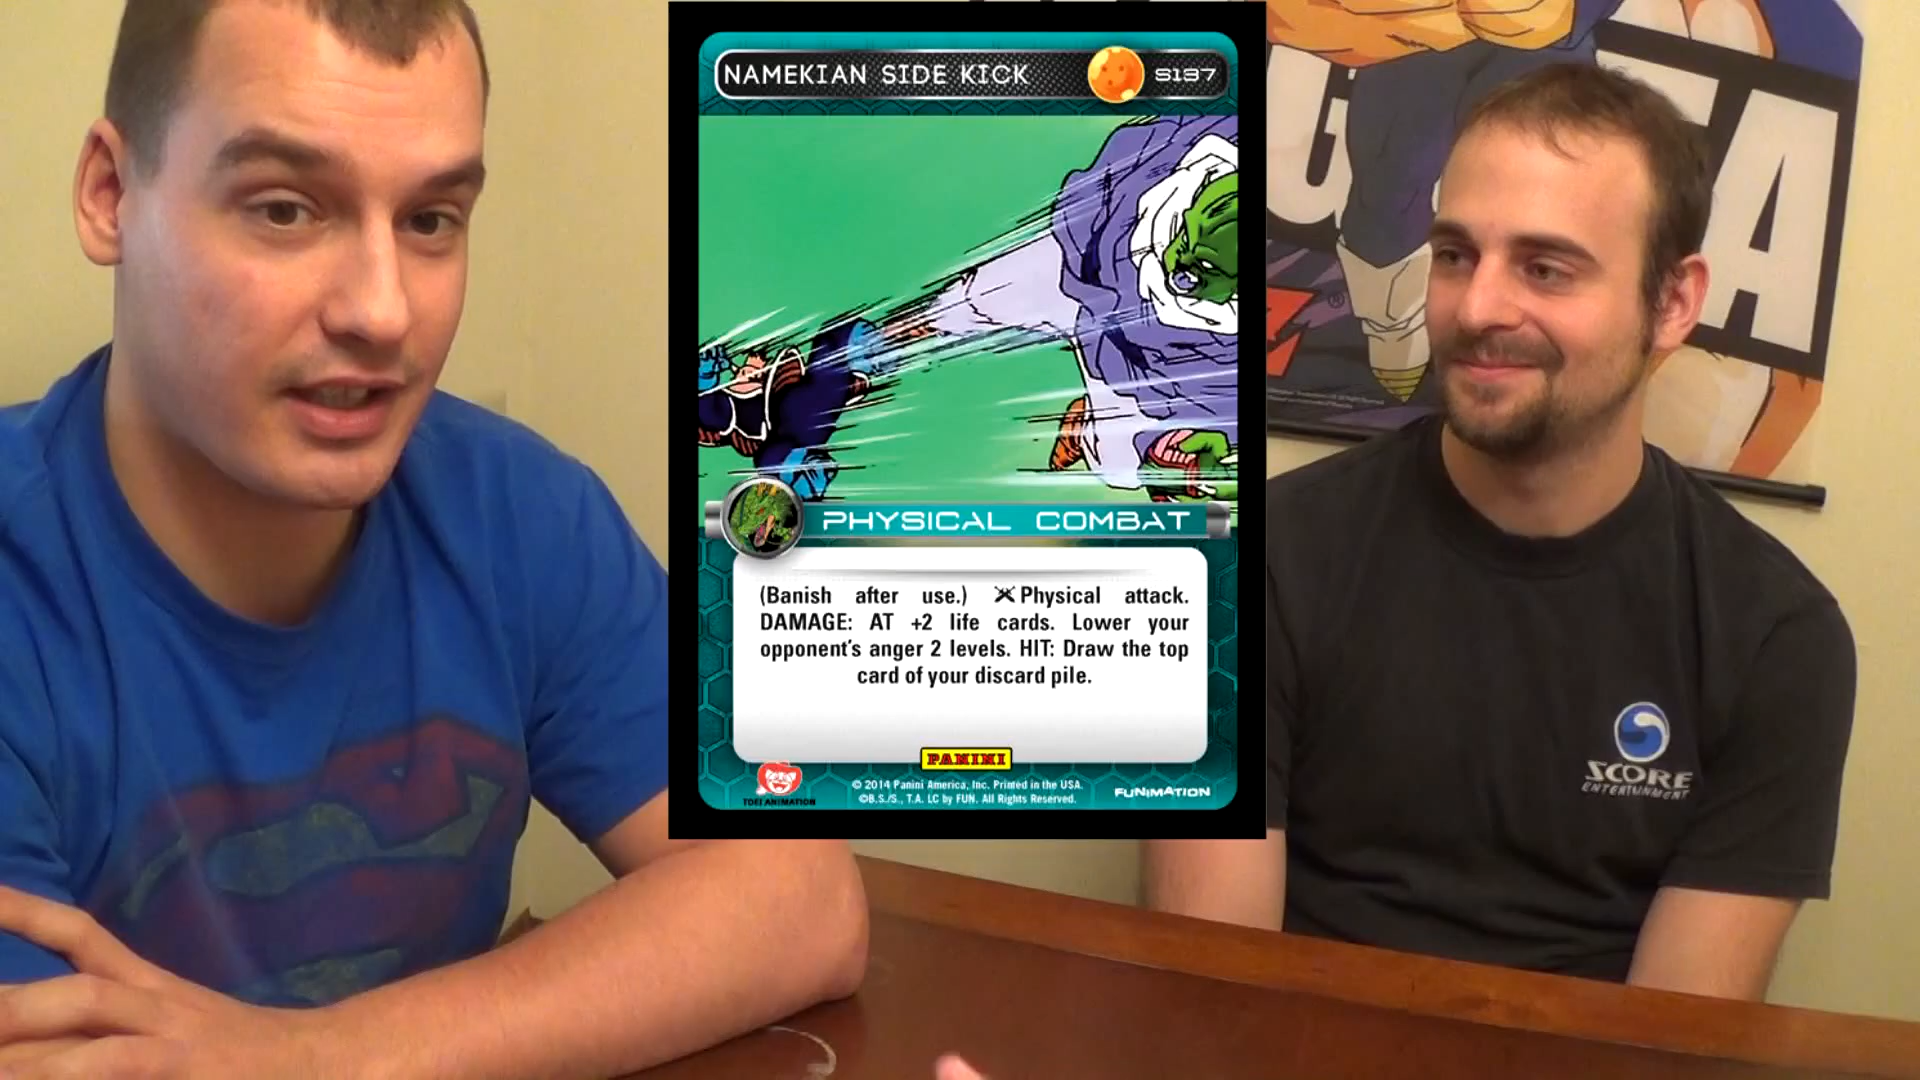 NAMEKIAN SIDE KICK
S137
PHYSICAL COMBAT
(Banish after use.) Physical attack.
DAMAGE: AT +2 life cards. Lower your
opponent's anger 2 levels. HIT: Draw the top
card of your discard pile.
PANINI
TOEI ANIMATION
© 2014 Panini America, Inc. Printed in the USA.
©B.S./S., T.A. LC by FUN. All Rights Reserved.
FUNIMATION
G
TA
®
SCORE
ENTERTAINMENT